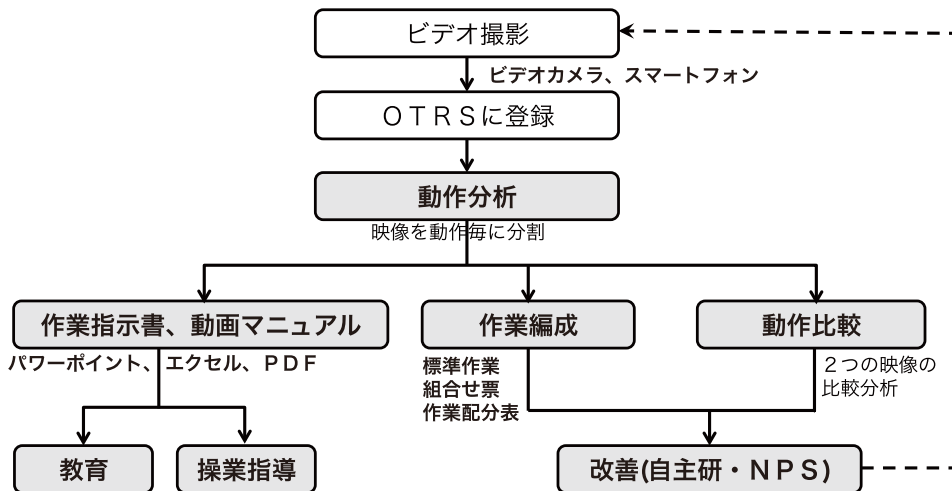 ビデオ撮影
ビデオカメラ、スマートフォン
ＯＴＲＳに登録
動作分析
映像を動作毎に分割
作業指示書、動画マニュアル
作業編成
動作比較
パワーポイント、エクセル、ＰＤＦ
標準作業
組合せ票
作業配分表
２つの映像の
比較分析
教育
操業指導
改善(自主研・ＮＰＳ)